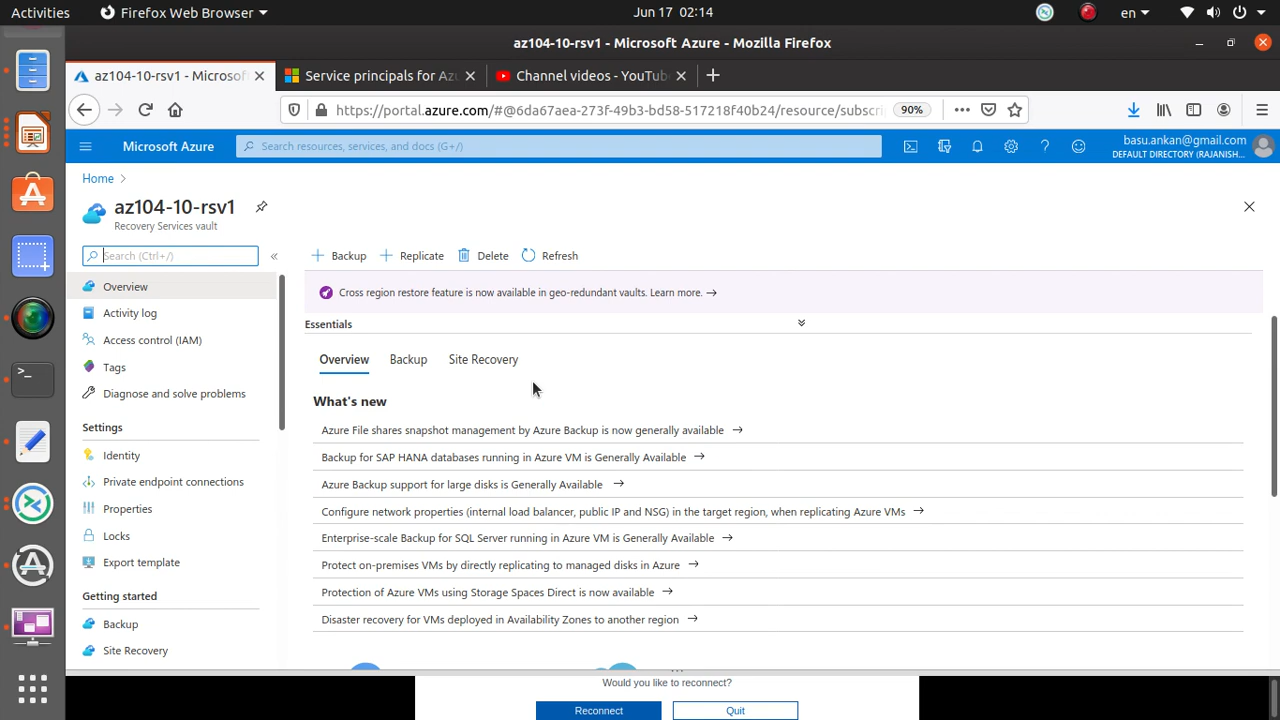 Activities
Firefox Web Browser
Jun 17 02:14
en
az104-10-rsv1 - Microsoft Azure - Mozilla Firefox
az104-10-rsv1 - Microsof
Service principals for Az
Channel videos - YouTub
https://portal.azure.com/#@6da67aea-273f-49b3-bd58-517218f40b24/resource/subscri
90%
Microsoft Azure
Search resources, services, and docs (G+/)
basu.ankan@gmail.com
DEFAULT DIRECTORY (RAJANISH...
Home
az104-10-rsv1
Recovery Services vault
Search (Ctrl+/)
Backup
Replicate
Delete
Refresh
Overview
Activity log
Access control (IAM)
Tags
Diagnose and solve problems
Settings
Identity
Private endpoint connections
Properties
Locks
Export template
Getting started
Backup
Site Recovery
Cross region restore feature is now available in geo-redundant vaults. Learn more. →
Essentials
Overview
Backup
Site Recovery
What's new
Azure File shares snapshot management by Azure Backup is now generally available →
Backup for SAP HANA databases running in Azure VM is Generally Available →
Azure Backup support for large disks is Generally Available →
Configure network properties (internal load balancer, public IP and NSG) in the target region, when replicating Azure VMs →
Enterprise-scale Backup for SQL Server running in Azure VM is Generally Available →
Protect on-premises VMs by directly replicating to managed disks in Azure →
Protection of Azure VMs using Storage Spaces Direct is now available →
Disaster recovery for VMs deployed in Availability Zones to another region →
Would you like to reconnect?
Reconnect
Quit